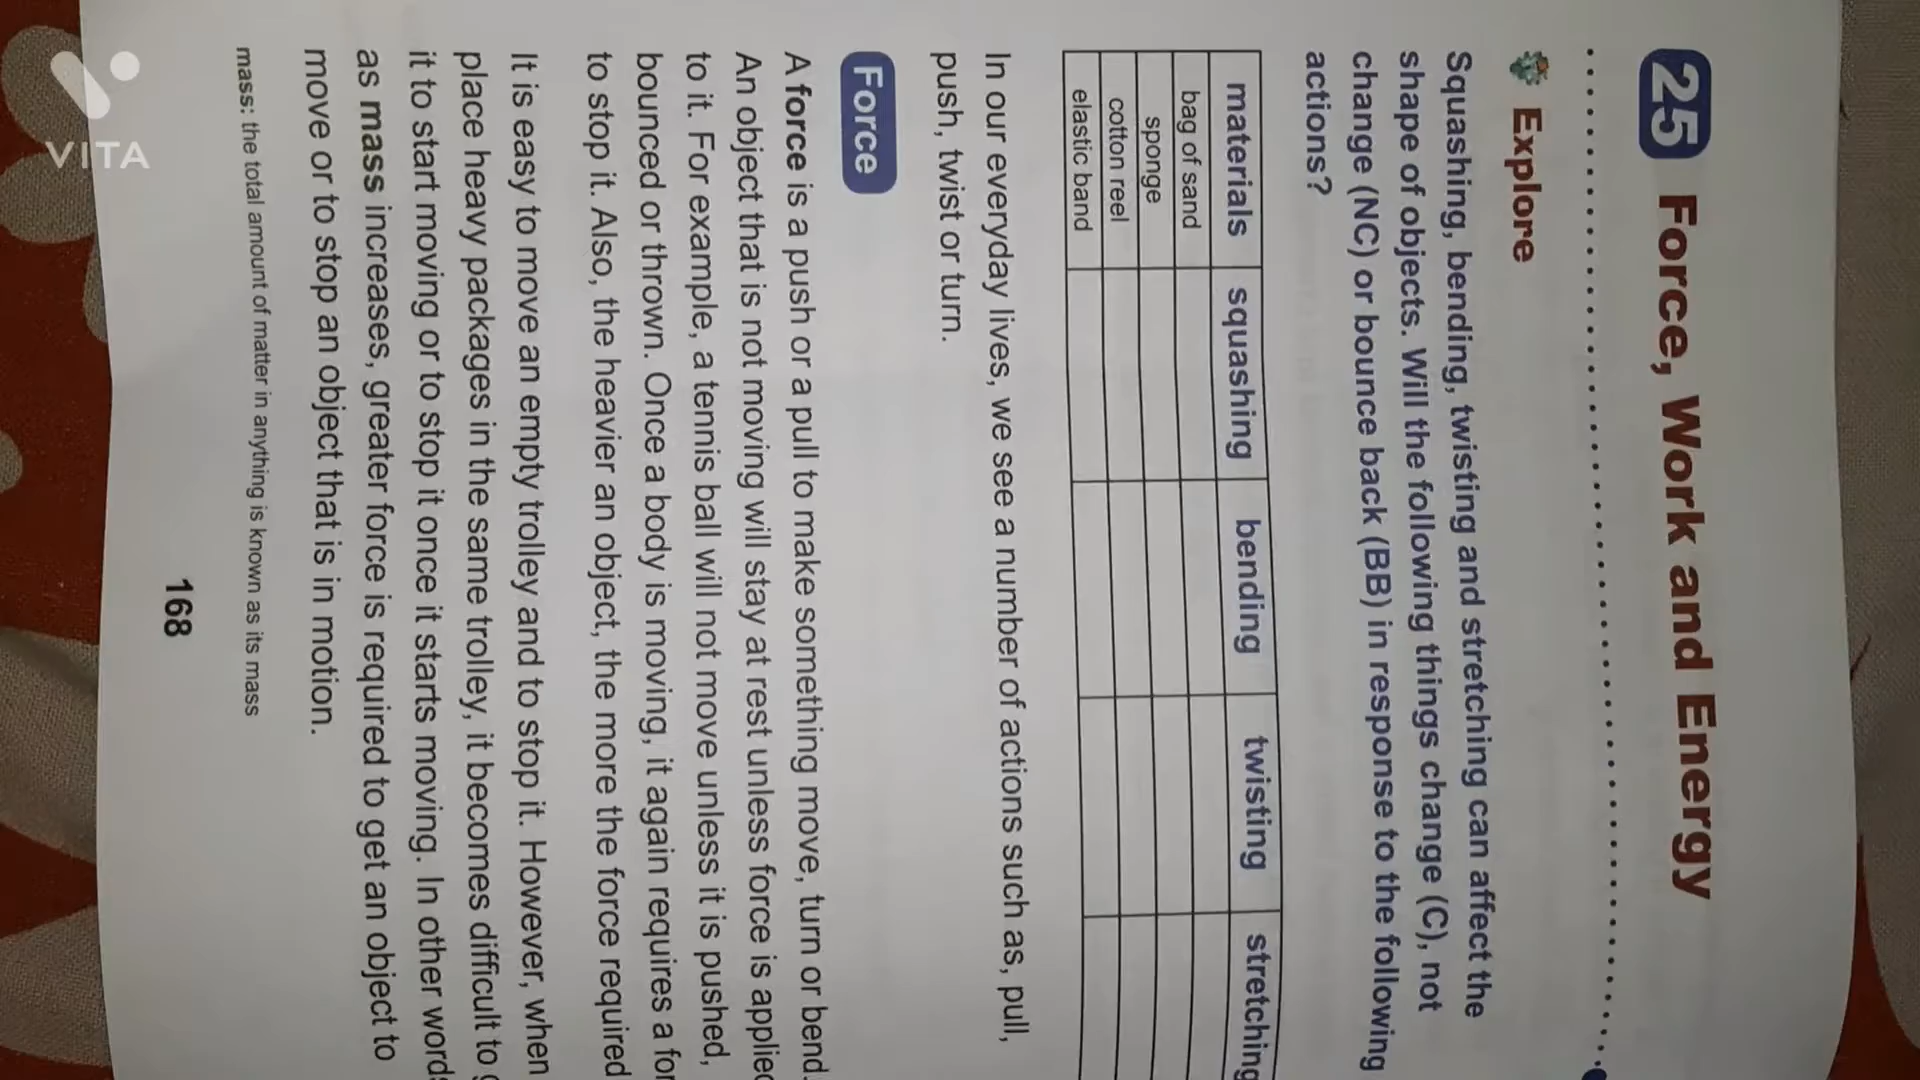 25 Force, Work and Energy
Explore
Squashing, bending, twisting and stretching can affect the
shape of objects. Will the following things change (C), not
change (NC) or bounce back (BB) in response to the following
actions?
materials squashing bending twisting stretching
bag of sand
sponge
cotton reel
elastic band
In our everyday lives, we see a number of actions such as, pull,
push, twist or turn.
Force
A force is a push or a pull to make something move, turn or bend.
An object that is not moving will stay at rest unless force is applied
to it. For example, a tennis ball will not move unless it is pushed,
bounced or thrown. Once a body is moving, it again requires a
to stop it. Also, the heavier an object, the more the force required
It is easy to move an empty trolley and to stop it. However, when
place heavy packages in the same trolley, it becomes difficult to
it to start moving or to stop it once it starts moving. In other
as mass increases, greater force is required to get an object to
move or to stop an object that is in motion.
mass: the total amount of matter in anything is known as its mass
168
VITA